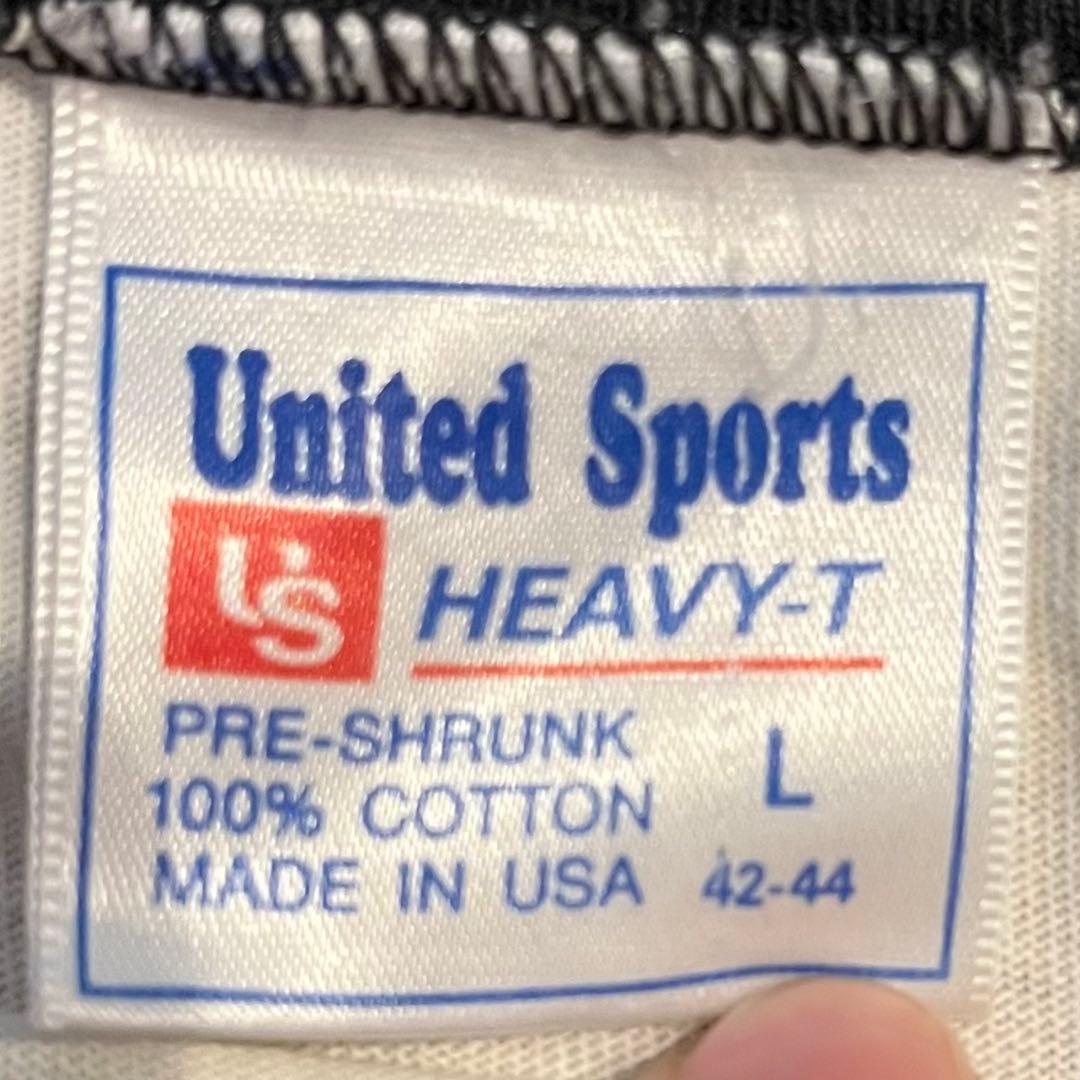 United Sports
US HEAVY-T
PRE-SHRUNK
100% COTTON L
MADE IN USA 42-44